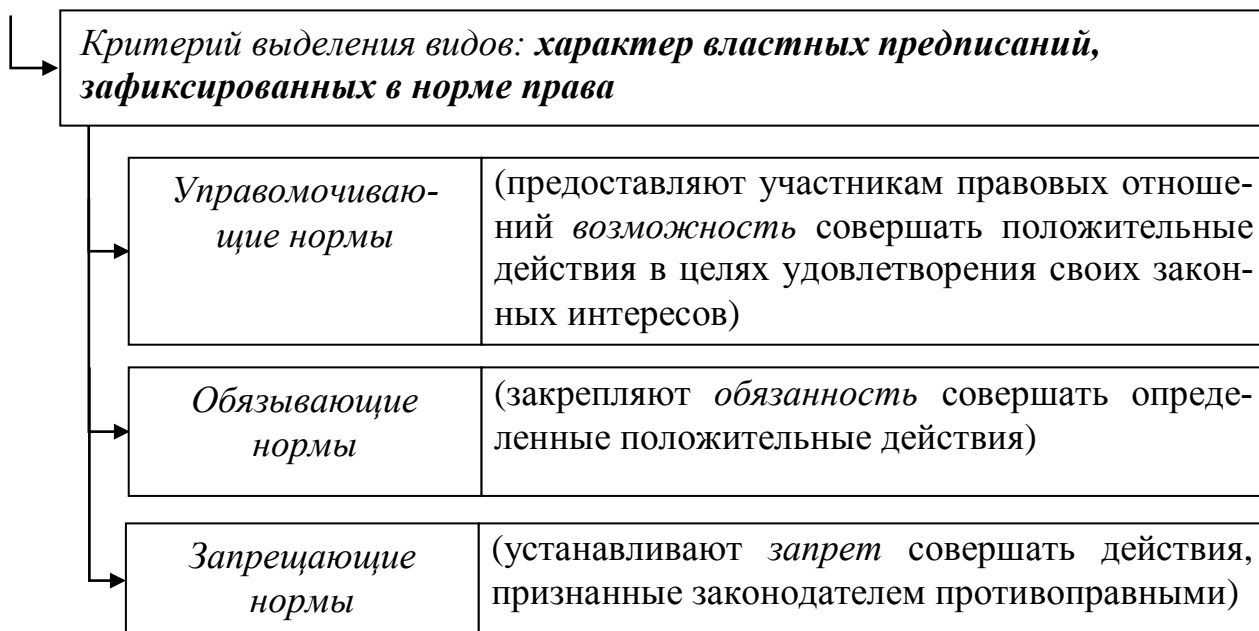 Критерий выделения видов: характер властных предписаний,
зафиксированных в норме права
Управомочиваю-
щие нормы
(предоставляют участникам правовых отноше-
ний возможность совершать положительные
действия в целях удовлетворения своих закон-
ных интересов)
Обязывающие
нормы
(закрепляют обязанность совершать опреде-
ленные положительные действия)
Запрещающие
нормы
(устанавливают запрет совершать действия,
признанные законодателем противоправными)